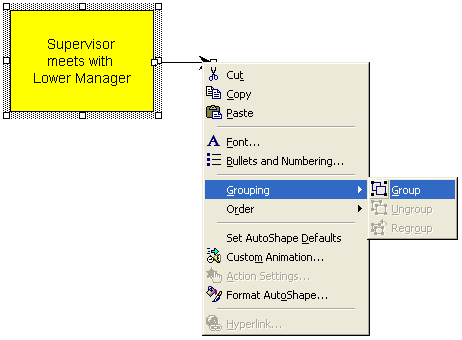 Supervisor
meets with
Lower Manager
Cut
Copy
Paste
Font...
Bullets and Numbering...
Grouping
Group
Order
Ungroup
Regroup
Set AutoShape Defaults
Custom Animation...
Action Settings...
Format AutoShape...
Hyperlink...